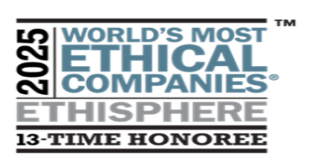 2025
WORLD'S MOST
ETHICAL
COMPANIES®
™
ETHISPHERE
13-TIME HONOREE